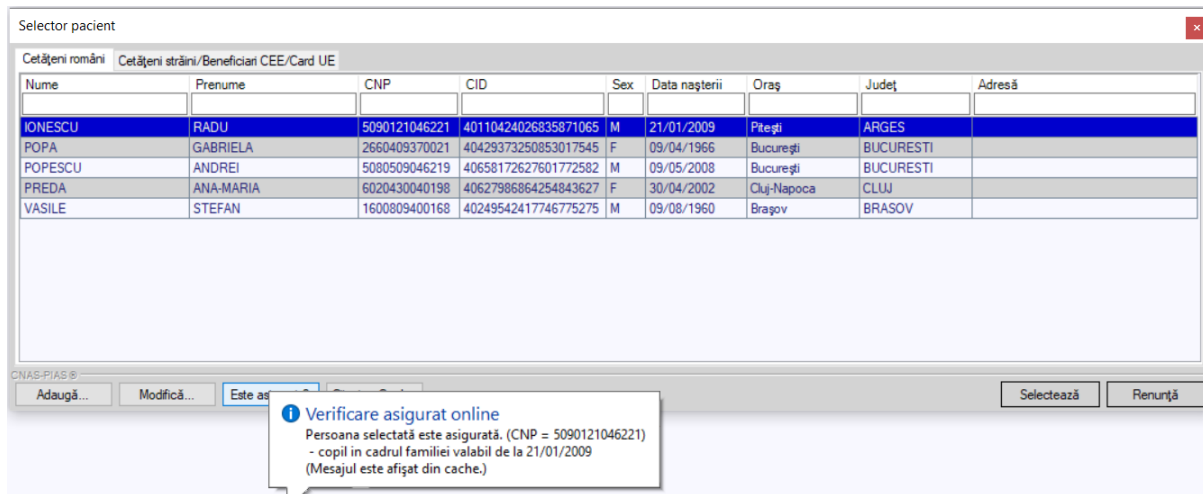 Selector pacient
Cetăţeni români Cetăţeni străini/Beneficiari CEE/Card UE
Nume Prenume CNP CID Sex Data naşterii Oraş Judeţ Adresă
IONESCU RADU 5090121046221 40110424026835871065 M 21/01/2009 Piteşti ARGES
POPA GABRIELA 2660409370021 40429373250853017545 F 09/04/1966 Bucureşti BUCURESTI
POPESCU ANDREI 5080509046219 40658172627601772582 M 09/05/2008 Bucureşti BUCURESTI
PREDA ANA-MARIA 6020430040198 40627986864254843627 F 30/04/2002 Cluj-Napoca CLUJ
VASILE STEFAN 1600809400168 40249542417746775275 M 09/08/1960 Braşov BRASOV
CNAS-PIAS ®
Adaugă... Modifică... Este Selectează Renunţă
Verificare asigurat online
Persoana selectată este asigurată. (CNP = 5090121046221)
- copil in cadrul familiei valabil de la 21/01/2009
(Mesajul este afişat din cache.)